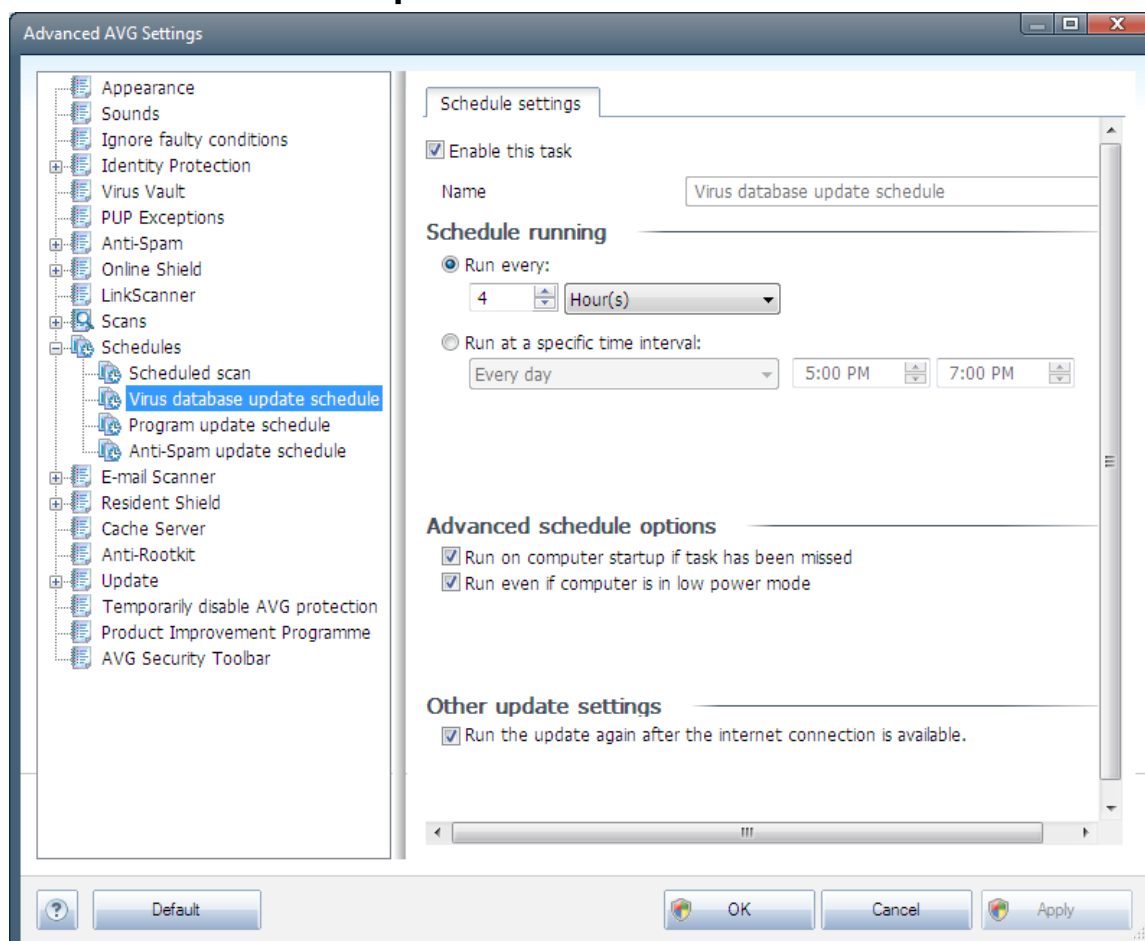 Advanced AVG Settings
Appearance
Sounds
Ignore faulty conditions
Identity Protection
Virus Vault
PUP Exceptions
Anti-Spam
Online Shield
LinkScanner
Scans
Schedules
Scheduled scan
Virus database update schedule
Program update schedule
Anti-Spam update schedule
E-mail Scanner
Resident Shield
Cache Server
Anti-Rootkit
Update
Temporarily disable AVG protection
Product Improvement Programme
AVG Security Toolbar
Schedule settings
Enable this task
Name Virus database update schedule
Schedule running
Run every:
4 Hour(s)
Run at a specific time interval:
Every day 5:00 PM 7:00 PM
Advanced schedule options
Run on computer startup if task has been missed
Run even if computer is in low power mode
Other update settings
Run the update again after the internet connection is available.
? Default OK Cancel Apply